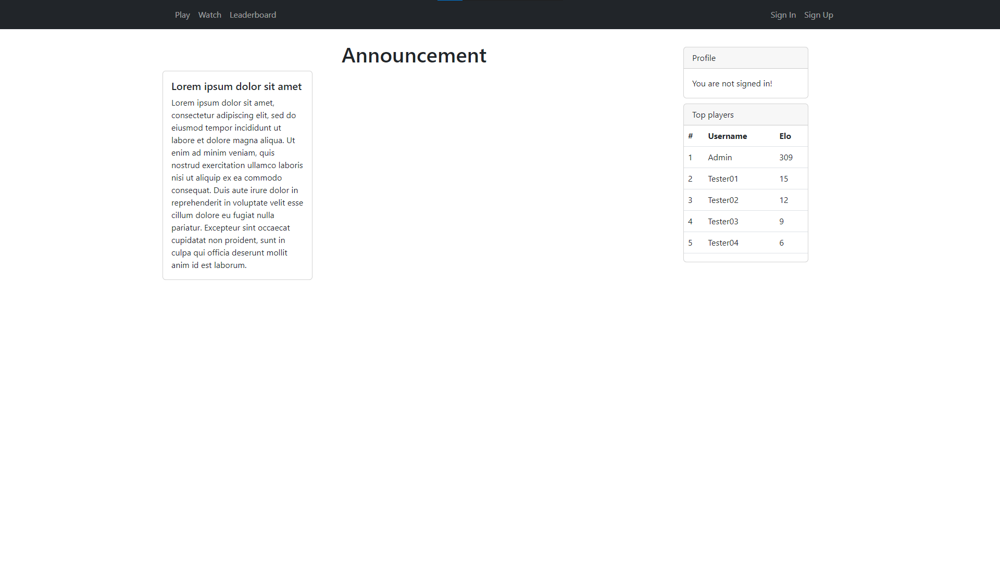 Play Watch Leaderboard Sign In Sign Up
Announcement
Lorem ipsum dolor sit amet
Lorem ipsum dolor sit amet,
consectetur adipiscing elit, sed do
eiusmod tempor incididunt ut
labore et dolore magna aliqua. Ut
enim ad minim veniam, quis
nostrud exercitation ullamco laboris
nisi ut aliquip ex ea commodo
consequat. Duis aute irure dolor in
reprehenderit in voluptate velit esse
cillum dolore eu fugiat nulla
pariatur. Excepteur sint occaecat
cupidatat non proident, sunt in
culpa qui officia deserunt mollit
anim id est laborum.
Profile
You are not signed in!
Top players
# Username Elo
1 Admin 309
2 Tester01 15
3 Tester02 12
4 Tester03 9
5 Tester04 6